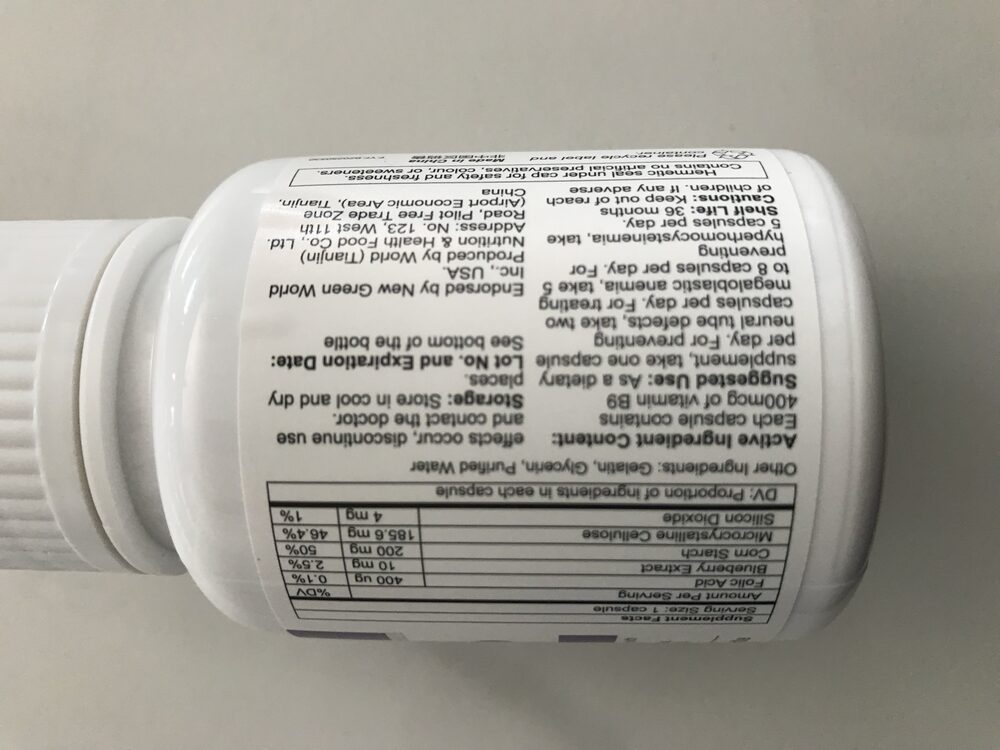 Supplement Facts
Serving Size: 1 capsule
Amount Per Serving %DV
Folic Acid 400 ug 0.1%
Blueberry Extract 10 mg 2.5%
Corn Starch 200 mg 50%
Microcrystalline Cellulose 185.6 mg 46.4%
Silicon Dioxide 4 mg 1%
DV: Proportion of ingredients in each capsule
Other Ingredients: Gelatin, Glycerin, Purified Water
Active Ingredient Content:
Each capsule contains
400mcg of vitamin B9
Suggested Use: As a dietary
supplement, take one capsule
per day. For preventing
neural tube defects, take two
capsules per day. For treating
megaloblastic anemia, take 5
to 8 capsules per day. For
preventing
hyperhomocysteinemia, take
5 capsules per day.
Shelf Life: 36 months
Cautions: Keep out of reach
of children. If any adverse
effects occur, discontinue use
and contact the doctor.
Storage: Store in cool and dry
places.
Lot No. and Expiration Date:
See bottom of the bottle
Endorsed by New Green World
Inc., USA.
Produced by World (Tianjin)
Nutrition & Health Food Co., Ltd.
Address: No. 123, West 11th
Road, Pilot Free Trade Zone
(Airport Economic Area), Tianjin,
China
Hermetic seal under cap for safety and freshness.
Contains no artificial preservatives, colour, or sweeteners.
Please recycle label and
container
Made in China